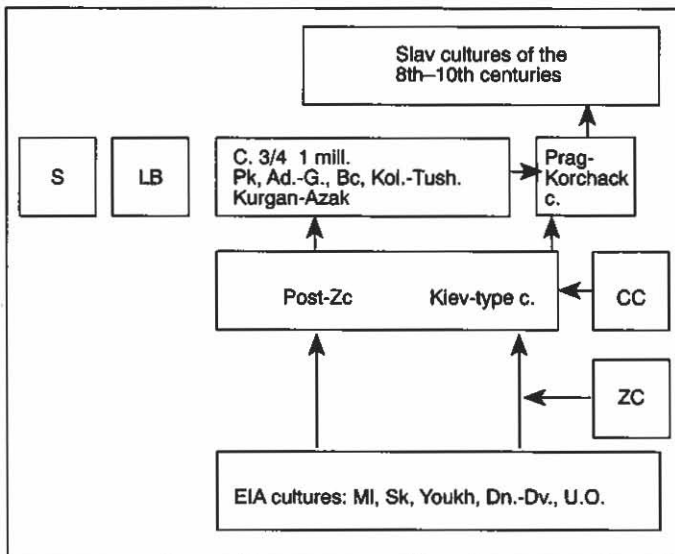 Slav cultures of the
8th–10th centuries
S
LB
C. 3/4 1 mill.
Pk, Ad.-G., Bc, Kol.-Tush.
Kurgan-Azak
Prag-
Korchack
c.
Post-Zc
Kiev-type c.
CC
ZC
EIA cultures: Ml, Sk, Youkh, Dn.-Dv., U.O.